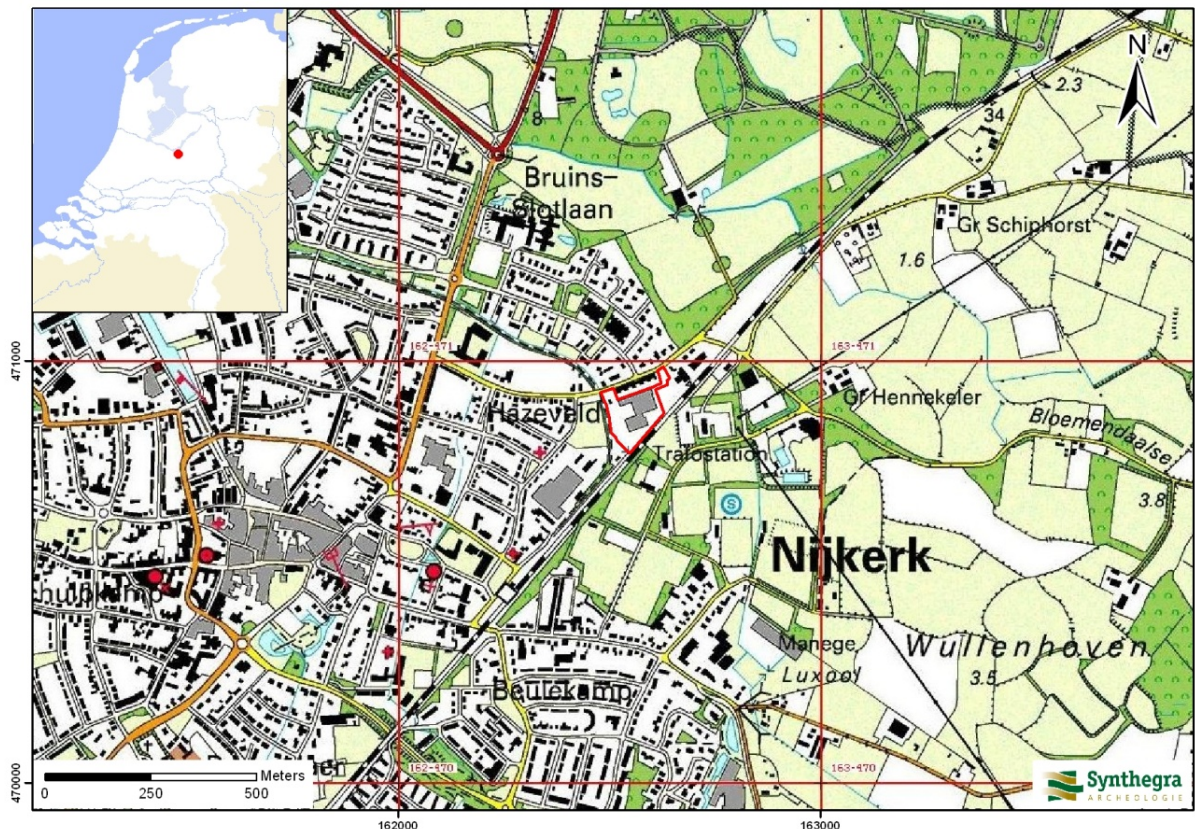 N
2.3
34
8
Bruins-
Slotlaan
Gr Schiphorst
1.6
471000
162-471
163-471
Hazeveld
Gr Hennekeler
Bloemendaalse
Trafostation
3.8
S
Nijkerk
Manege
Wullenhoven
3.5
Beulekamp
162-470
163-470
0
250
500
Meters
470000
Synthegra
ARCHEOLOGIE
162000
163000